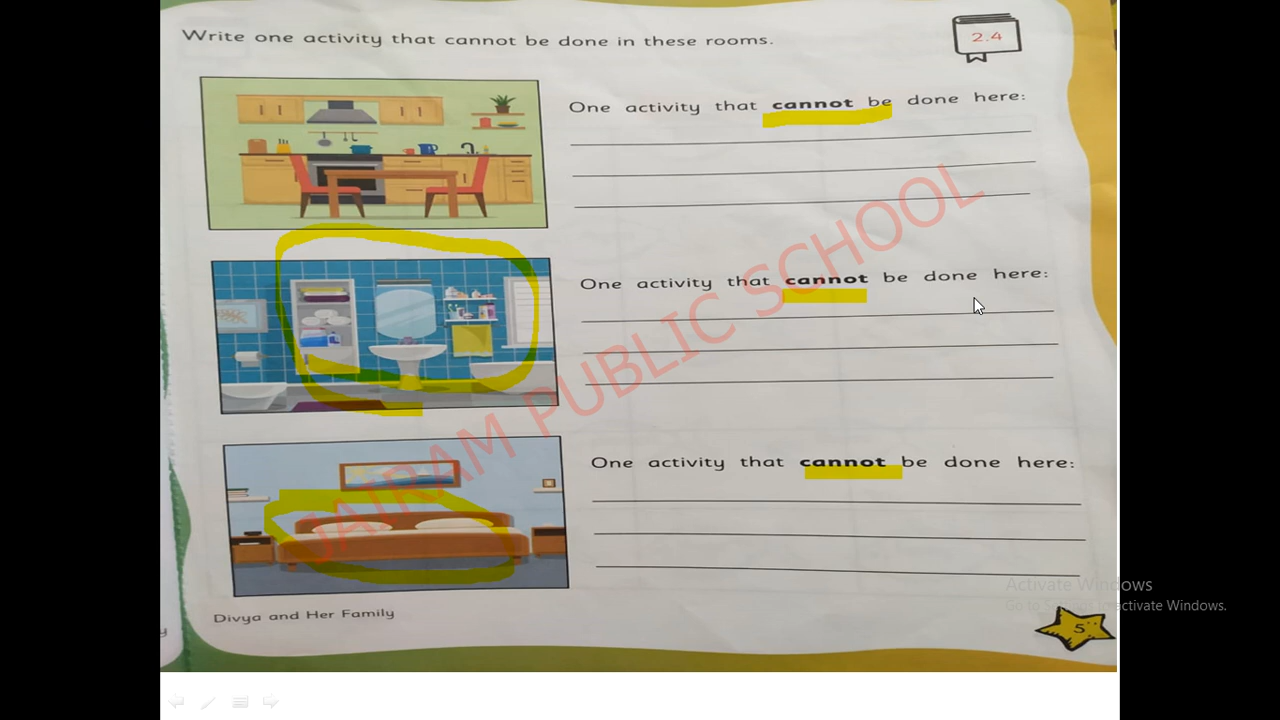 Write one activity that cannot be done in these rooms.
2.4
One activity that cannot be done here:
One activity that cannot be done here:
One activity that cannot be done here:
JAIRAM PUBLIC SCHOOL
Divya and Her Family
5
Activate Windows